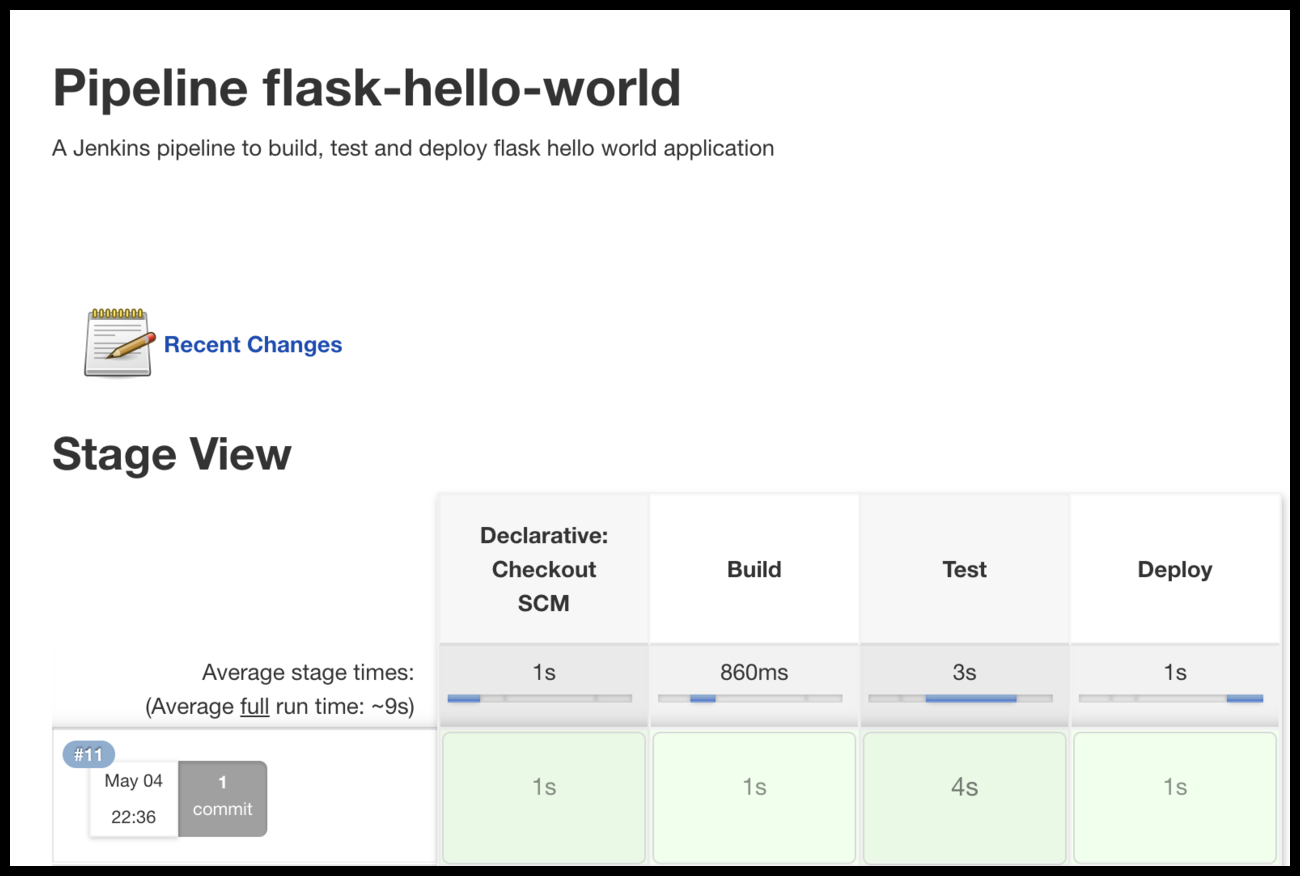 Pipeline flask-hello-world
A Jenkins pipeline to build, test and deploy flask hello world application
Recent Changes
Stage View
Declarative:
Checkout
SCM
Build
Test
Deploy
Average stage times:
(Average full run time: ~9s)
1s
860ms
3s
1s
#11
May 04
22:36
1
commit
1s
1s
4s
1s